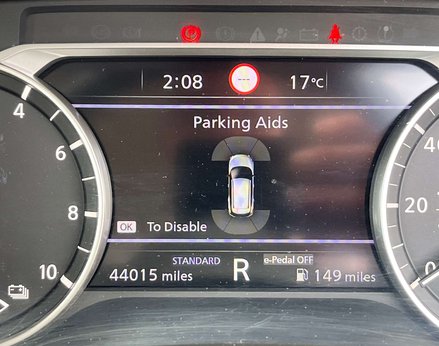 2:08 --- 17°C
Parking Aids
4
6
8
10
40
20
0
OK To Disable
STANDARD e-Pedal OFF
44015 miles R 149 miles